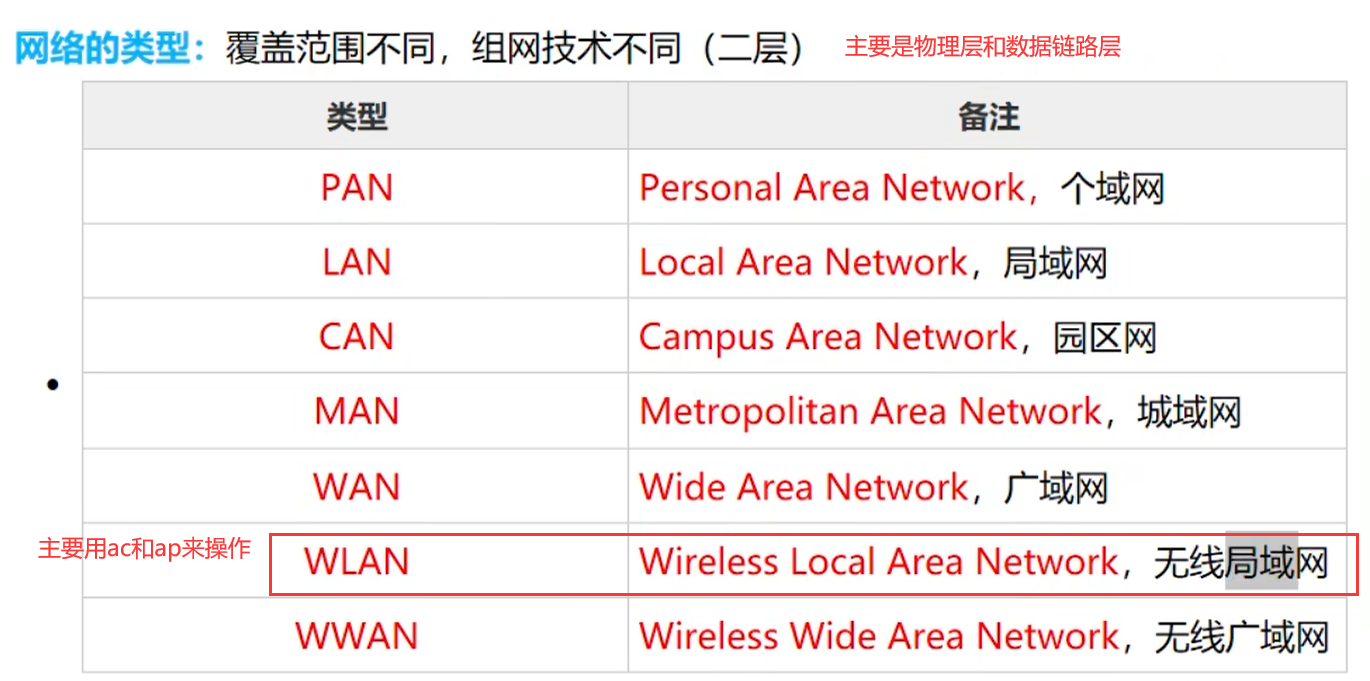 网络的类型：覆盖范围不同，组网技术不同（二层） 主要是物理层和数据链路层
类型 备注
PAN Personal Area Network，个域网
LAN Local Area Network，局域网
CAN Campus Area Network，园区网
MAN Metropolitan Area Network，城域网
WAN Wide Area Network，广域网
主要用ac和ap来操作 WLAN Wireless Local Area Network，无线局域网
WWAN Wireless Wide Area Network，无线广域网